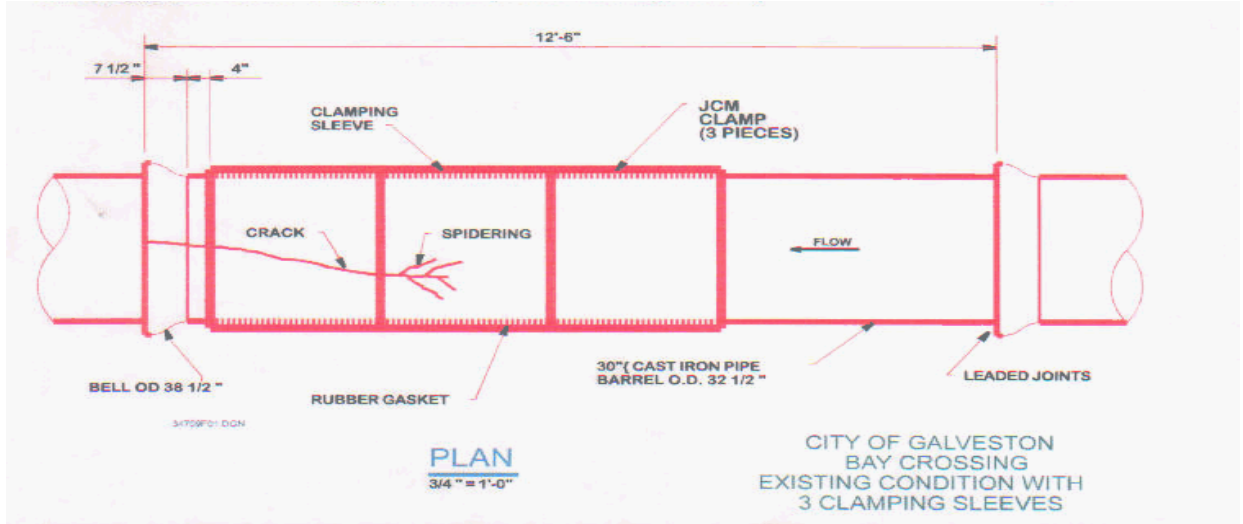 12'-6"
7 1/2"
4"
CLAMPING
SLEEVE
JCM
CLAMP
(3 PIECES)
CRACK
SPIDERING
FLOW
BELL OD 38 1/2 "
RUBBER GASKET
30"( CAST IRON PIPE
BARREL O.D. 32 1/2 "
LEADED JOINTS
34709F01.DGN
PLAN
3/4 " = 1'-0"
CITY OF GALVESTON
BAY CROSSING
EXISTING CONDITION WITH
3 CLAMPING SLEEVES